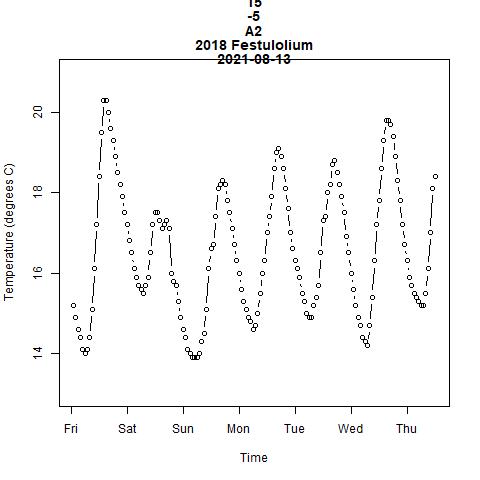 15
-5
A2
2018 Festulolium
2021-08-13
Temperature (degrees C)
20
18
16
14
Fri Sat Sun Mon Tue Wed Thu
Time